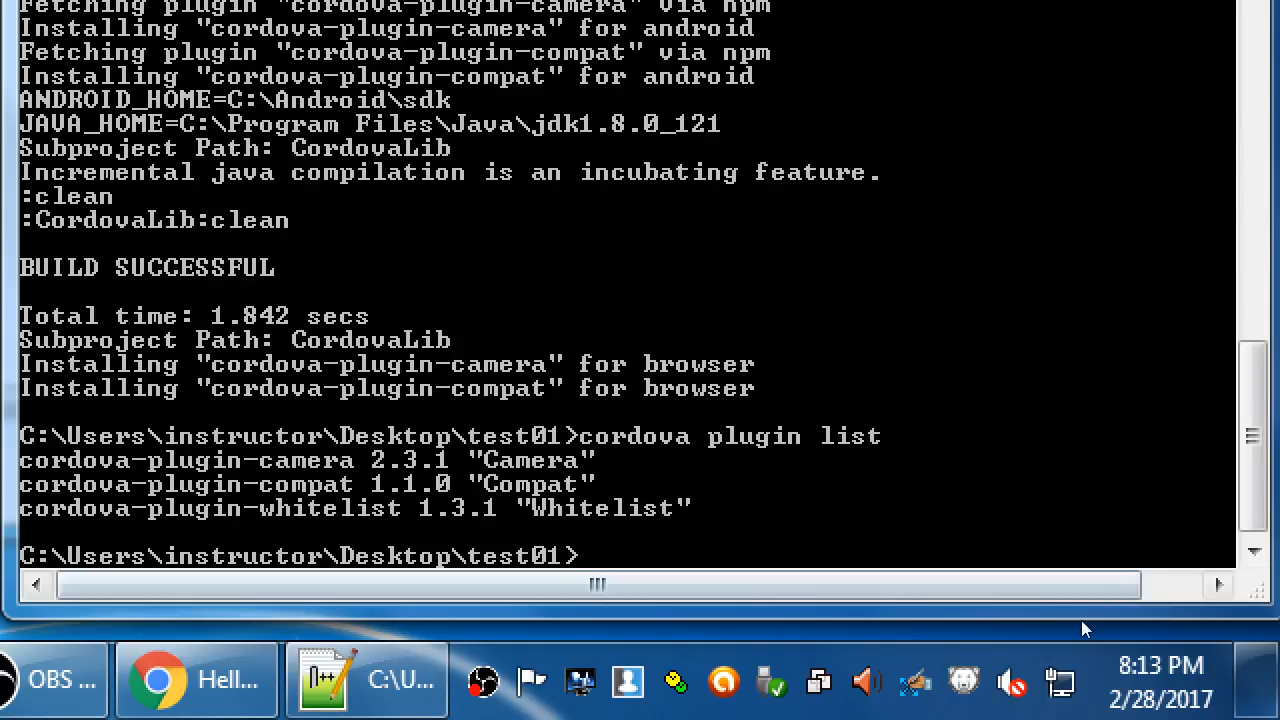 Fetching plugin "cordova-plugin-camera" via npm
Installing "cordova-plugin-camera" for android
Fetching plugin "cordova-plugin-compat" via npm
Installing "cordova-plugin-compat" for android
ANDROID_HOME=C:\Android\sdk
JAVA_HOME=C:\Program Files\Java\jdk1.8.0_121
Subproject Path: CordovaLib
Incremental java compilation is an incubating feature.
:clean
:CordovaLib:clean
BUILD SUCCESSFUL
Total time: 1.842 secs
Subproject Path: CordovaLib
Installing "cordova-plugin-camera" for browser
Installing "cordova-plugin-compat" for browser
C:\Users\instructor\Desktop\test01>cordova plugin list
cordova-plugin-camera 2.3.1 "Camera"
cordova-plugin-compat 1.1.0 "Compat"
cordova-plugin-whitelist 1.3.1 "Whitelist"
C:\Users\instructor\Desktop\test01>
OBS ...
Hell...
C:\U...
8:13 PM
2/28/2017